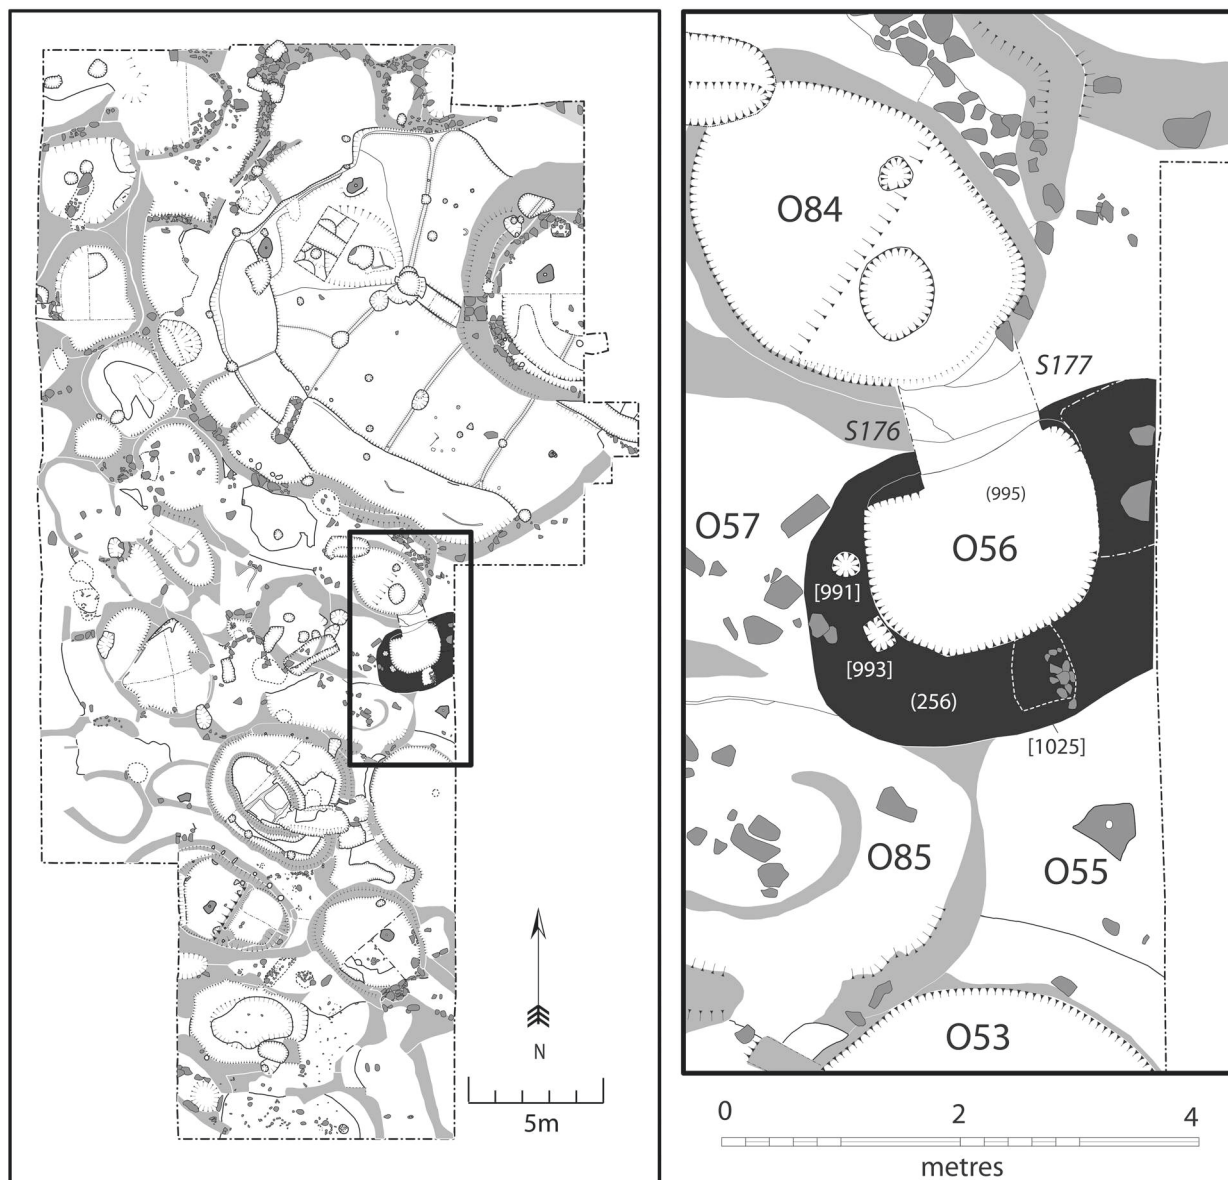 N
5m
O84
S177
S176
(995)
O57
O56
[991]
[993]
(256)
[1025]
O85
O55
O53
0 2 4
metres